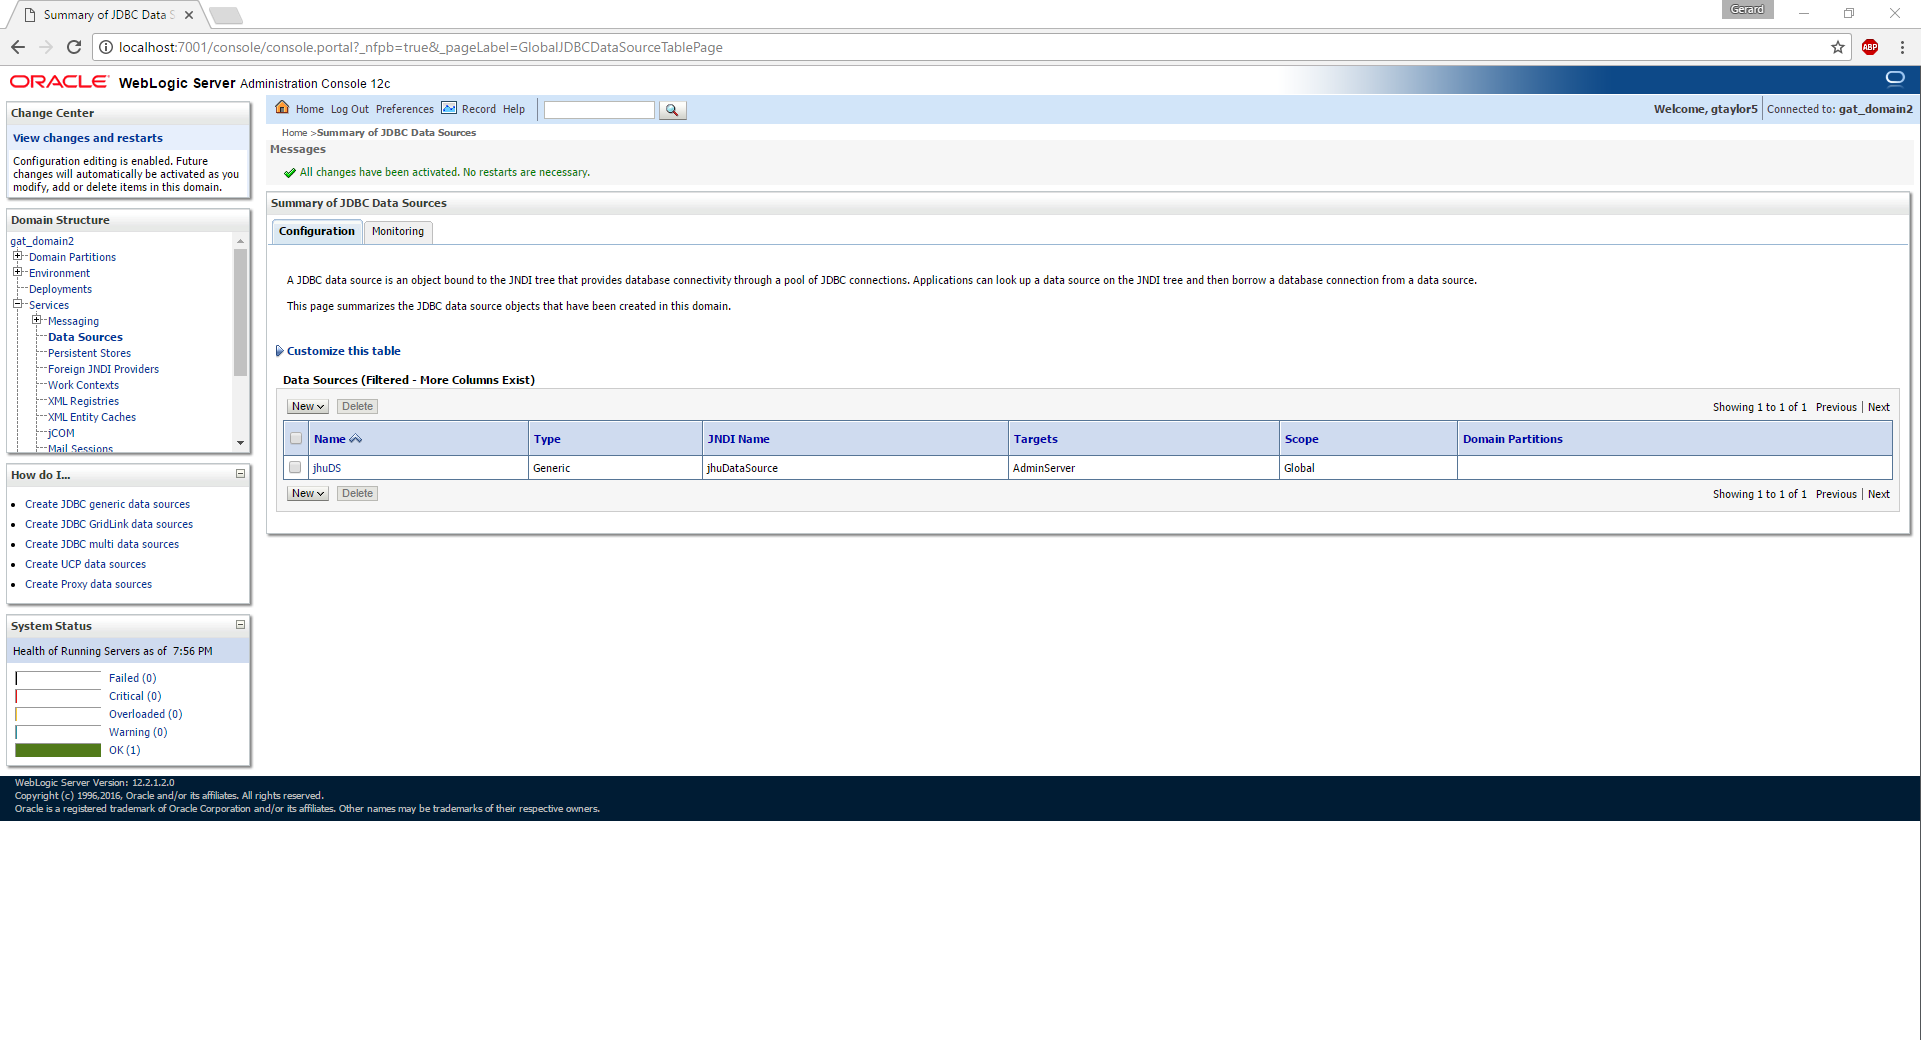 Summary of JDBC Data S
Gerard
localhost:7001/console/console.portal?_nfpb=true&_pageLabel=GlobalJDBCDataSourceTablePage
ABP
ORACLE WebLogic Server Administration Console 12c
Change Center
View changes and restarts
Configuration editing is enabled. Future
changes will automatically be activated as you
modify, add or delete items in this domain.
Domain Structure
gat_domain2
Domain Partitions
Environment
Deployments
Services
Messaging
Data Sources
Persistent Stores
Foreign JNDI Providers
Work Contexts
XML Registries
XML Entity Caches
jCOM
Mail Sessions
How do I...
Create JDBC generic data sources
Create JDBC GridLink data sources
Create JDBC multi data sources
Create UCP data sources
Create Proxy data sources
System Status
Health of Running Servers as of 7:56 PM
Failed (0)
Critical (0)
Overloaded (0)
Warning (0)
OK (1)
Home Log Out Preferences Record Help
Welcome, gtaylor5 Connected to: gat_domain2
Home >Summary of JDBC Data Sources
Messages
All changes have been activated. No restarts are necessary.
Summary of JDBC Data Sources
Configuration Monitoring
A JDBC data source is an object bound to the JNDI tree that provides database connectivity through a pool of JDBC connections. Applications can look up a data source on the JNDI tree and then borrow a database connection from a data source.
This page summarizes the JDBC data source objects that have been created in this domain.
Customize this table
Data Sources (Filtered - More Columns Exist)
New Delete Showing 1 to 1 of 1 Previous | Next
Name Type JNDI Name Targets Scope Domain Partitions
jhuDS Generic jhuDataSource AdminServer Global
New Delete Showing 1 to 1 of 1 Previous | Next
WebLogic Server Version: 12.2.1.2.0
Copyright (c) 1996,2016, Oracle and/or its affiliates. All rights reserved.
Oracle is a registered trademark of Oracle Corporation and/or its affiliates. Other names may be trademarks of their respective owners.